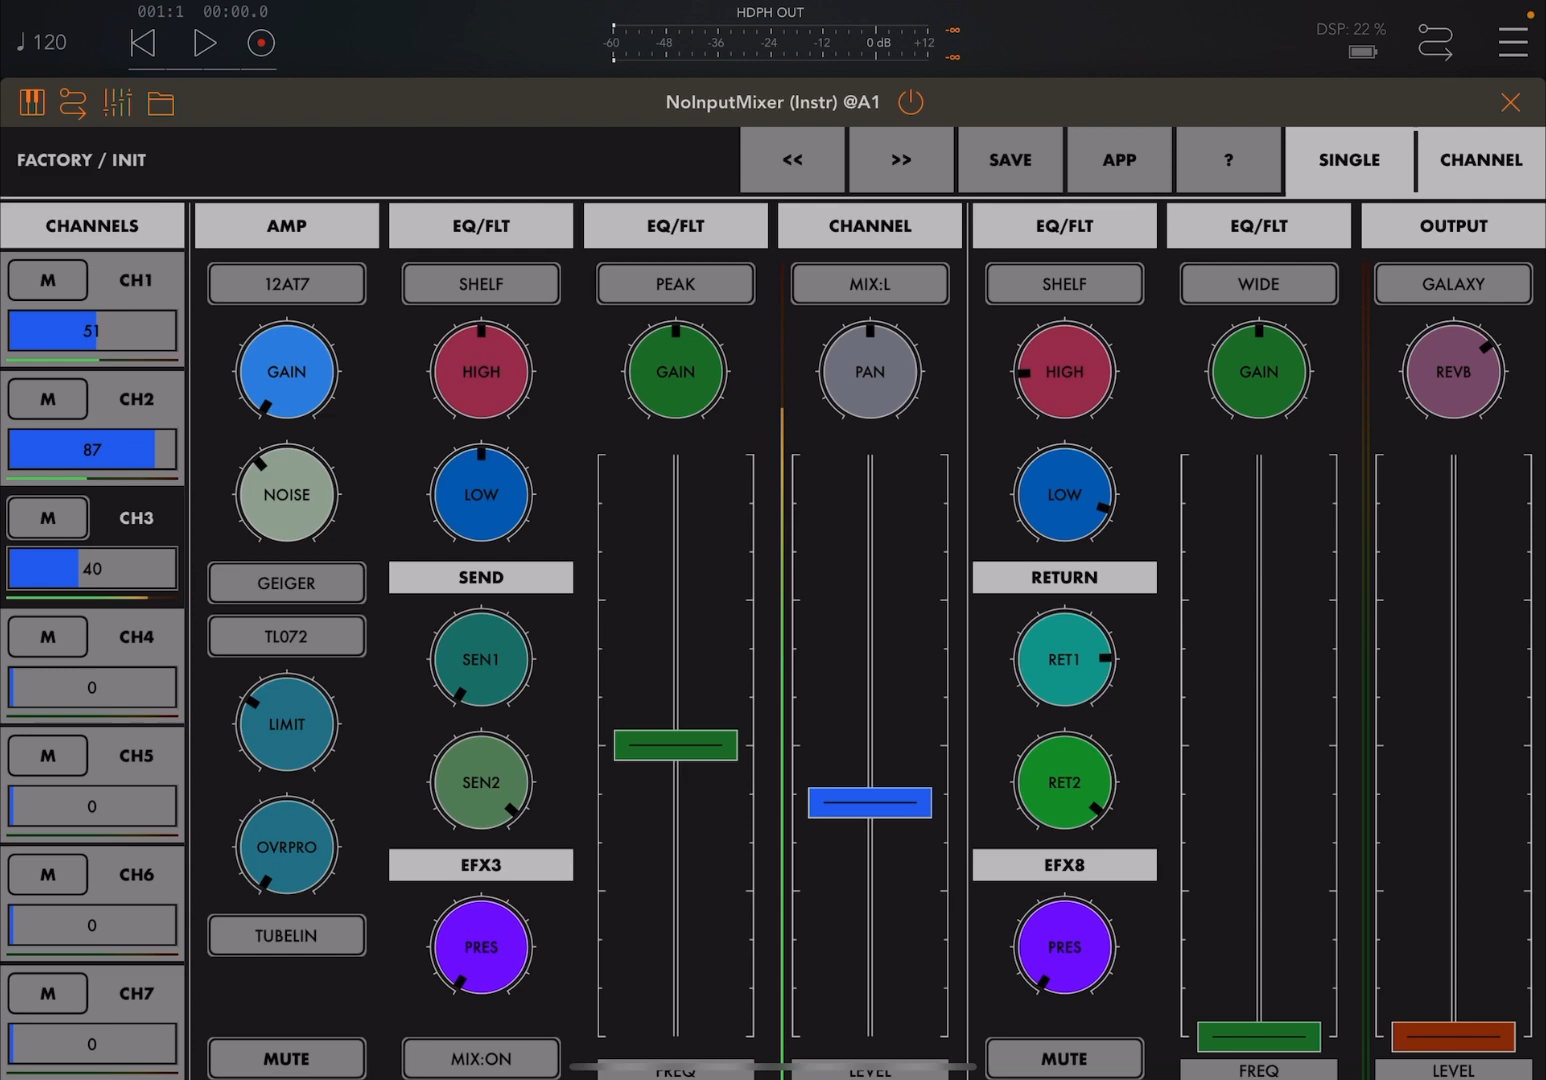 001:1 00:00.0
HDPH OUT
♩ 120
-60 -48 -36 -24 -12 0 dB +12
-∞
-∞
DSP: 22 %
NoInputMixer (Instr) @A1
FACTORY / INIT
<< >> SAVE APP ? SINGLE CHANNEL
CHANNELS AMP EQ/FLT EQ/FLT CHANNEL EQ/FLT EQ/FLT OUTPUT
M CH1
51
M CH2
87
M CH3
40
M CH4
0
M CH5
0
M CH6
0
M CH7
0
12AT7
GAIN
NOISE
GEIGER
TL072
LIMIT
OVRPRO
TUBELIN
MUTE
SHELF
HIGH
LOW
SEND
SEN1
SEN2
EFX3
PRES
MIX:ON
PEAK
GAIN
FREQ
MIX:L
PAN
LEVEL
SHELF
HIGH
LOW
RETURN
RET1
RET2
EFX8
PRES
MUTE
WIDE
GAIN
FREQ
GALAXY
REVB
LEVEL